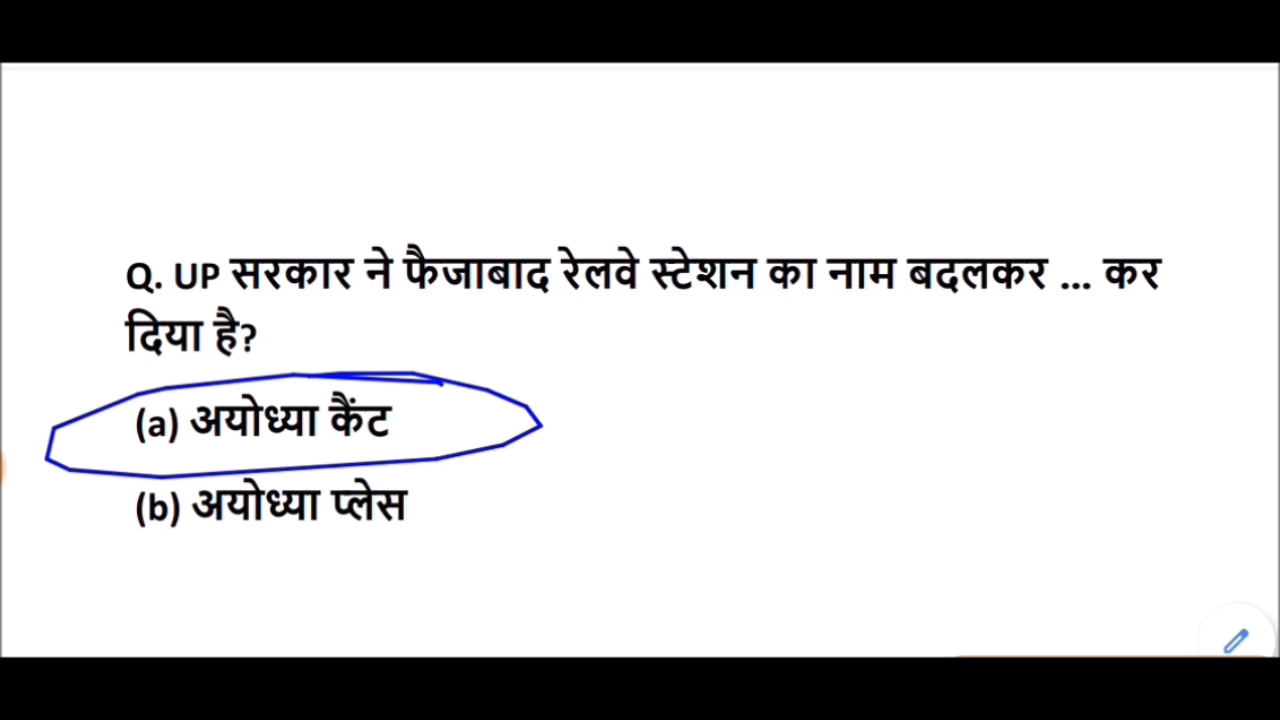 Q. UP सरकार ने फैजाबाद रेलवे स्टेशन का नाम बदलकर ... कर
दिया है?
(a) अयोध्या कैंट
(b) अयोध्या प्लेस